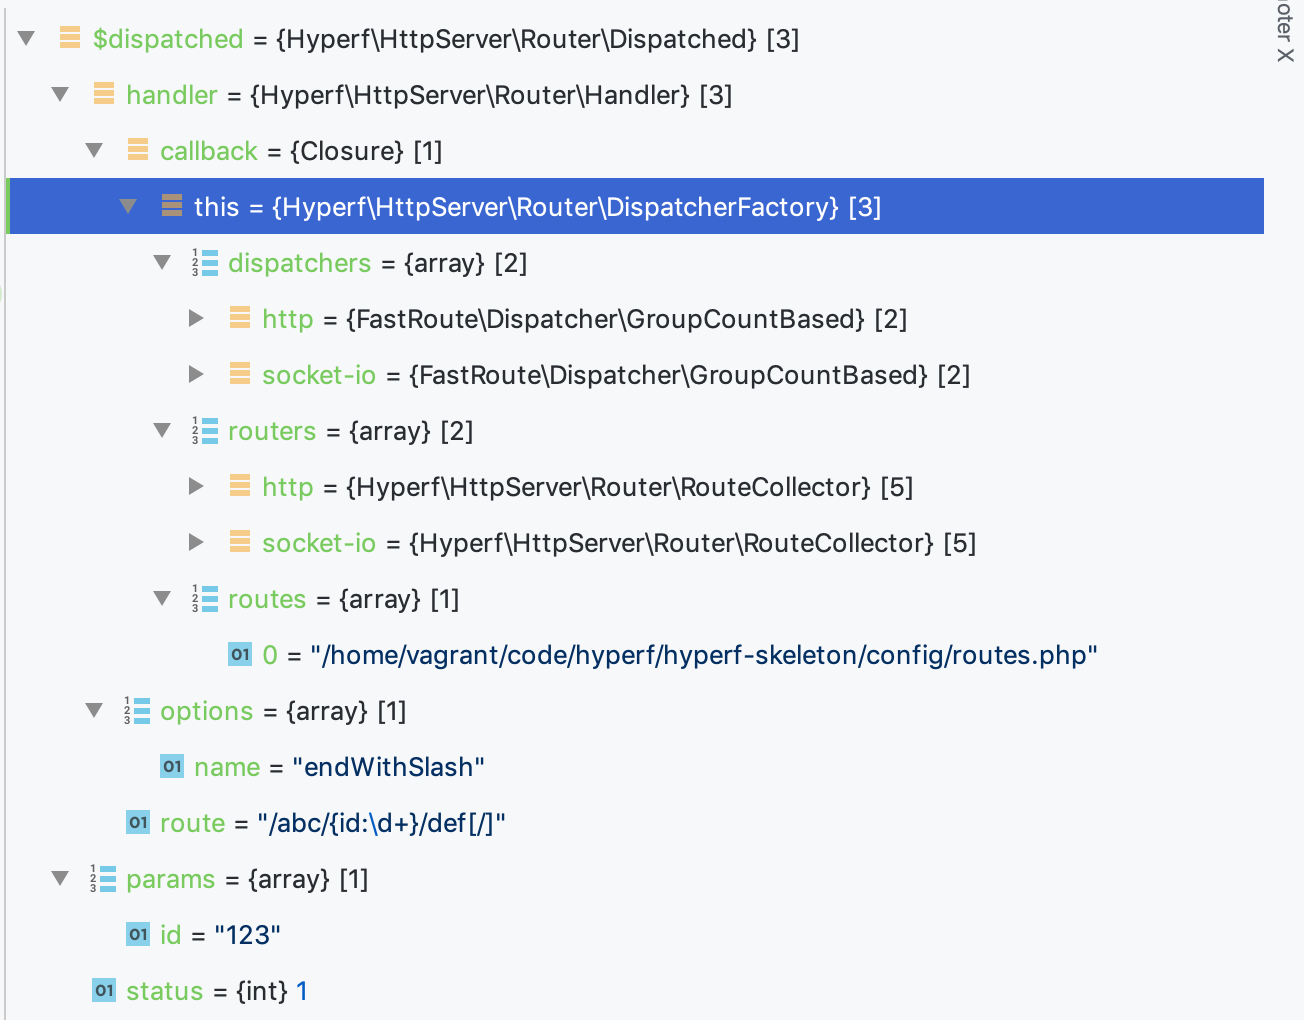 $dispatched = {Hyperf\HttpServer\Router\Dispatched} [3]
handler = {Hyperf\HttpServer\Router\Handler} [3]
callback = {Closure} [1]
this = {Hyperf\HttpServer\Router\DispatcherFactory} [3]
dispatchers = {array} [2]
http = {FastRoute\Dispatcher\GroupCountBased} [2]
socket-io = {FastRoute\Dispatcher\GroupCountBased} [2]
routers = {array} [2]
http = {Hyperf\HttpServer\Router\RouteCollector} [5]
socket-io = {Hyperf\HttpServer\Router\RouteCollector} [5]
routes = {array} [1]
01 0 = "/home/vagrant/code/hyperf/hyperf-skeleton/config/routes.php"
options = {array} [1]
01 name = "endWithSlash"
01 route = "/abc/{id:\d+}/def[/]"
params = {array} [1]
01 id = "123"
01 status = {int} 1
X